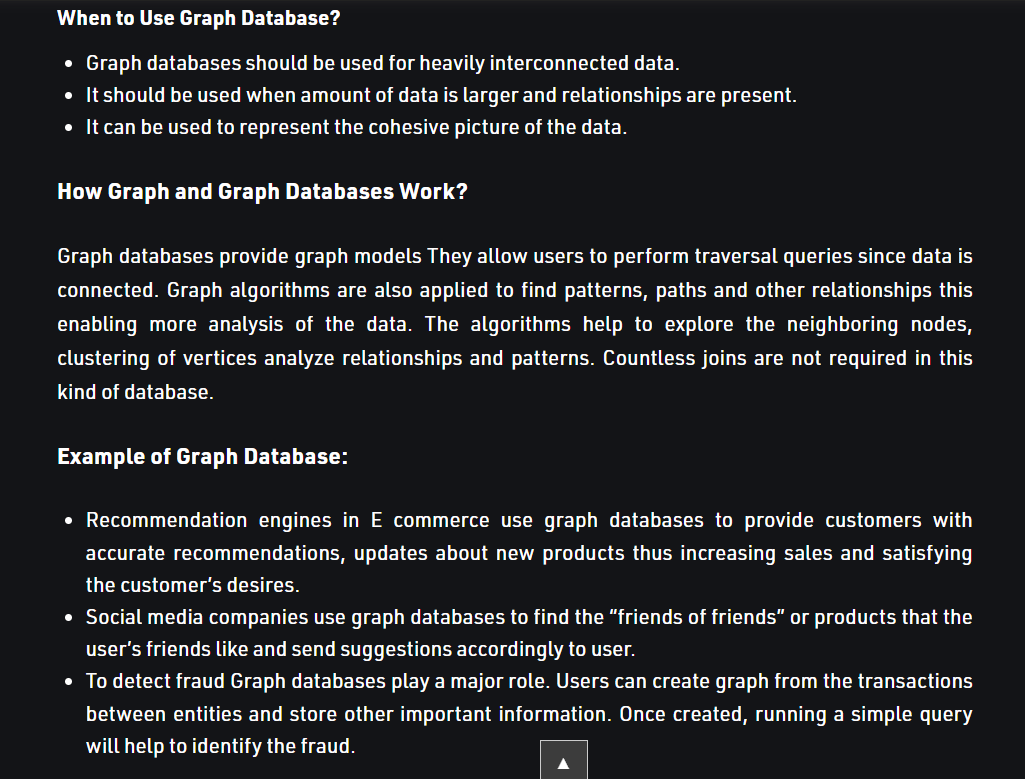 When to Use Graph Database?
• Graph databases should be used for heavily interconnected data.
• It should be used when amount of data is larger and relationships are present.
• It can be used to represent the cohesive picture of the data.
How Graph and Graph Databases Work?
Graph databases provide graph models They allow users to perform traversal queries since data is
connected. Graph algorithms are also applied to find patterns, paths and other relationships this
enabling more analysis of the data. The algorithms help to explore the neighboring nodes,
clustering of vertices analyze relationships and patterns. Countless joins are not required in this
kind of database.
Example of Graph Database:
• Recommendation engines in E commerce use graph databases to provide customers with
accurate recommendations, updates about new products thus increasing sales and satisfying
the customer’s desires.
• Social media companies use graph databases to find the “friends of friends” or products that the
user’s friends like and send suggestions accordingly to user.
• To detect fraud Graph databases play a major role. Users can create graph from the transactions
between entities and store other important information. Once created, running a simple query
will help to identify the fraud.